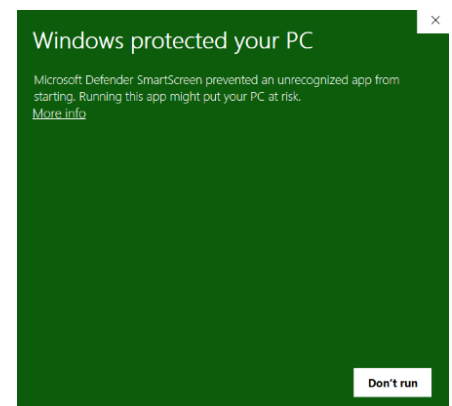 Windows protected your PC
Microsoft Defender SmartScreen prevented an unrecognized app from
starting. Running this app might put your PC at risk.
More info
Don't run